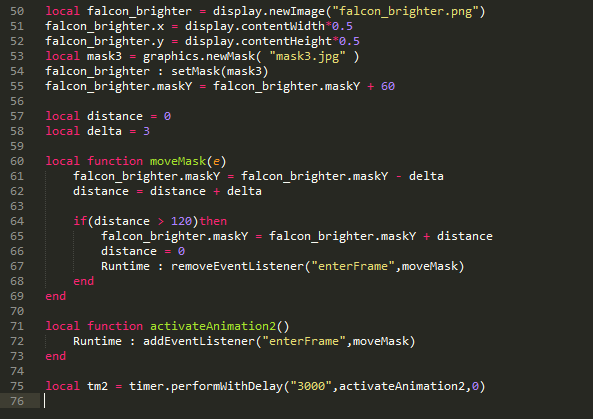 50 local falcon_brighter = display.newImage("falcon_brighter.png")
51 falcon_brighter.x = display.contentWidth*0.5
52 falcon_brighter.y = display.contentHeight*0.5
53 local mask3 = graphics.newMask( "mask3.jpg" )
54 falcon_brighter : setMask(mask3)
55 falcon_brighter.maskY = falcon_brighter.maskY + 60
56
57 local distance = 0
58 local delta = 3
59
60 local function moveMask(e)
61     falcon_brighter.maskY = falcon_brighter.maskY - delta
62     distance = distance + delta
63
64     if(distance > 120)then
65         falcon_brighter.maskY = falcon_brighter.maskY + distance
66         distance = 0
67         Runtime : removeEventListener("enterFrame",moveMask)
68     end
69 end
70
71 local function activateAnimation2()
72     Runtime : addEventListener("enterFrame",moveMask)
73 end
74
75 local tm2 = timer.performWithDelay("3000",activateAnimation2,0)
76